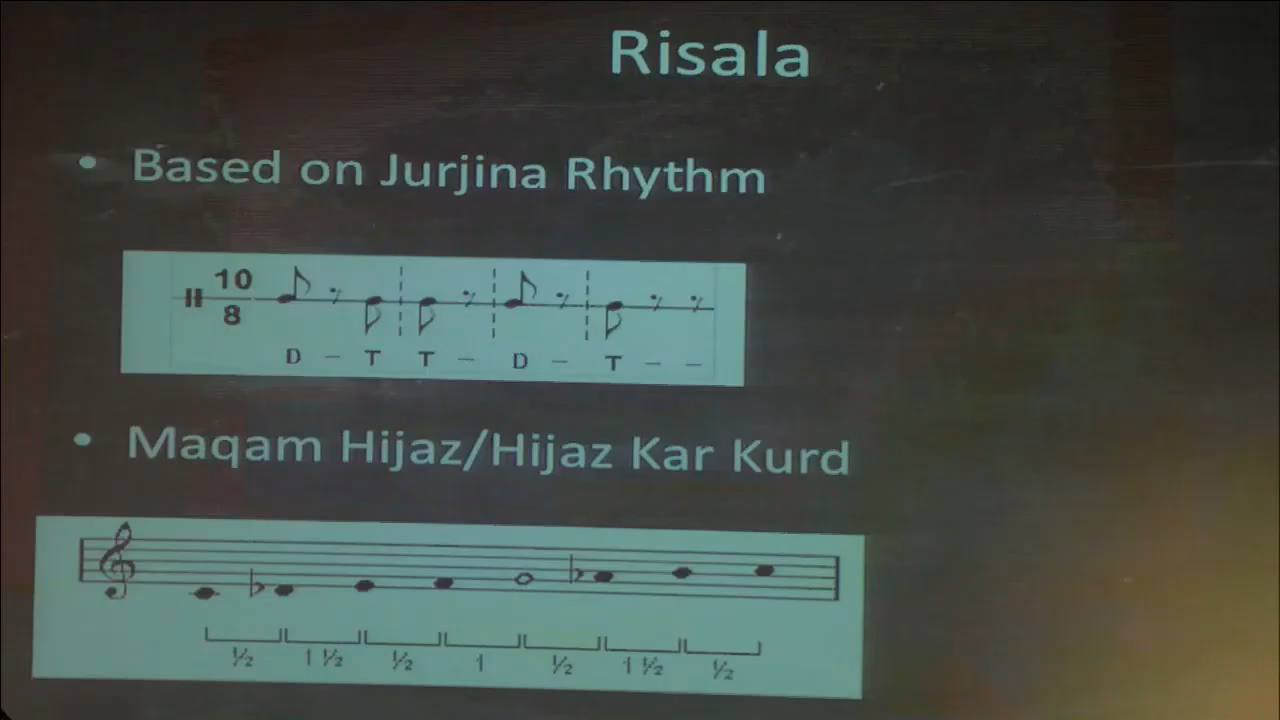 Risala
• Based on Jurjina Rhythm
10
8
D – T T – D – T – –
• Maqam Hijaz/Hijaz Kar Kurd
½ 1 ½ ½ 1 ½ 1 ½ ½